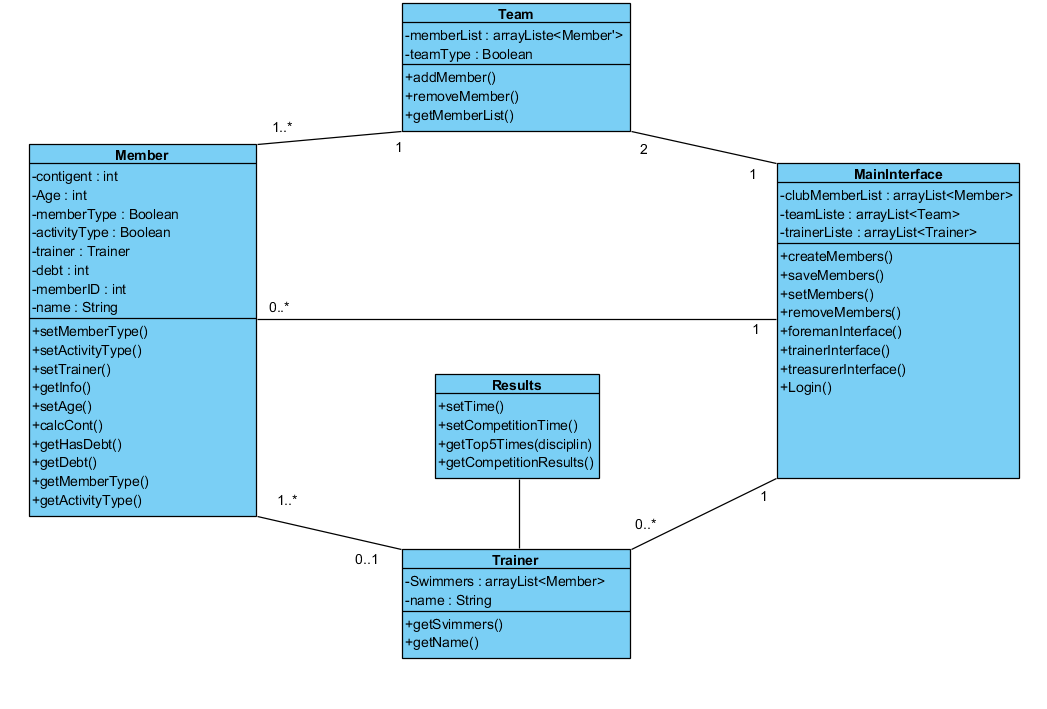 Team
-memberList : arrayListe<Member'>
-teamType : Boolean
+addMember()
+removeMember()
+getMemberList()
1..*
1
2
1
Member
-contigent : int
-Age : int
-memberType : Boolean
-activityType : Boolean
-trainer : Trainer
-debt : int
-memberID : int
-name : String
+setMemberType()
+setActivityType()
+setTrainer()
+getInfo()
+setAge()
+calcCont()
+getHasDebt()
+getDebt()
+getMemberType()
+getActivityType()
MainInterface
-clubMemberList : arrayList<Member>
-teamListe : arrayList<Team>
-trainerListe : arrayList<Trainer>
+createMembers()
+saveMembers()
+setMembers()
+removeMembers()
+foremanInterface()
+trainerInterface()
+treasurerInterface()
+Login()
0..*
1
Results
+setTime()
+setCompetitionTime()
+getTop5Times(disciplin)
+getCompetitionResults()
1..*
0..1
0..*
1
Trainer
-Swimmers : arrayList<Member>
-name : String
+getSvimmers()
+getName()